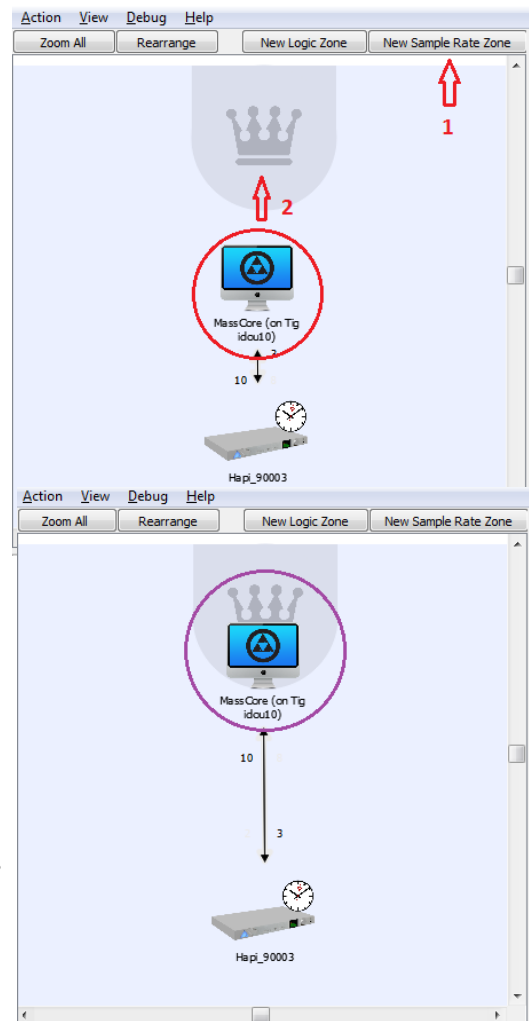 Action View Debug Help
Zoom All Rearrange New Logic Zone New Sample Rate Zone
1
2
MassCore (on Tig
idou10)
3
10
Hapi_90003
Action View Debug Help
Zoom All Rearrange New Logic Zone New Sample Rate Zone
MassCore (on Tig
idou10)
10
3
Hapi_90003